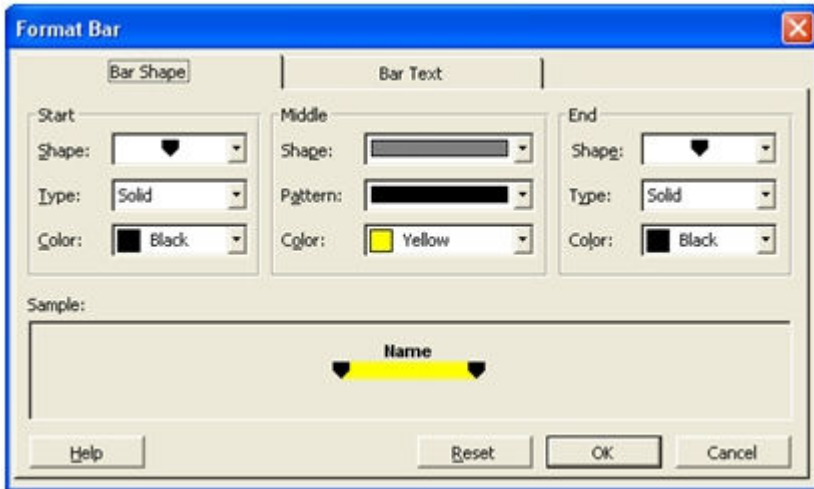 Format Bar
Bar Shape Bar Text
Start Middle End
Shape: Shape: Shape:
Type: Solid Pattern: Type: Solid
Color: Black Color: Yellow Color: Black
Sample:
Name
Help Reset OK Cancel